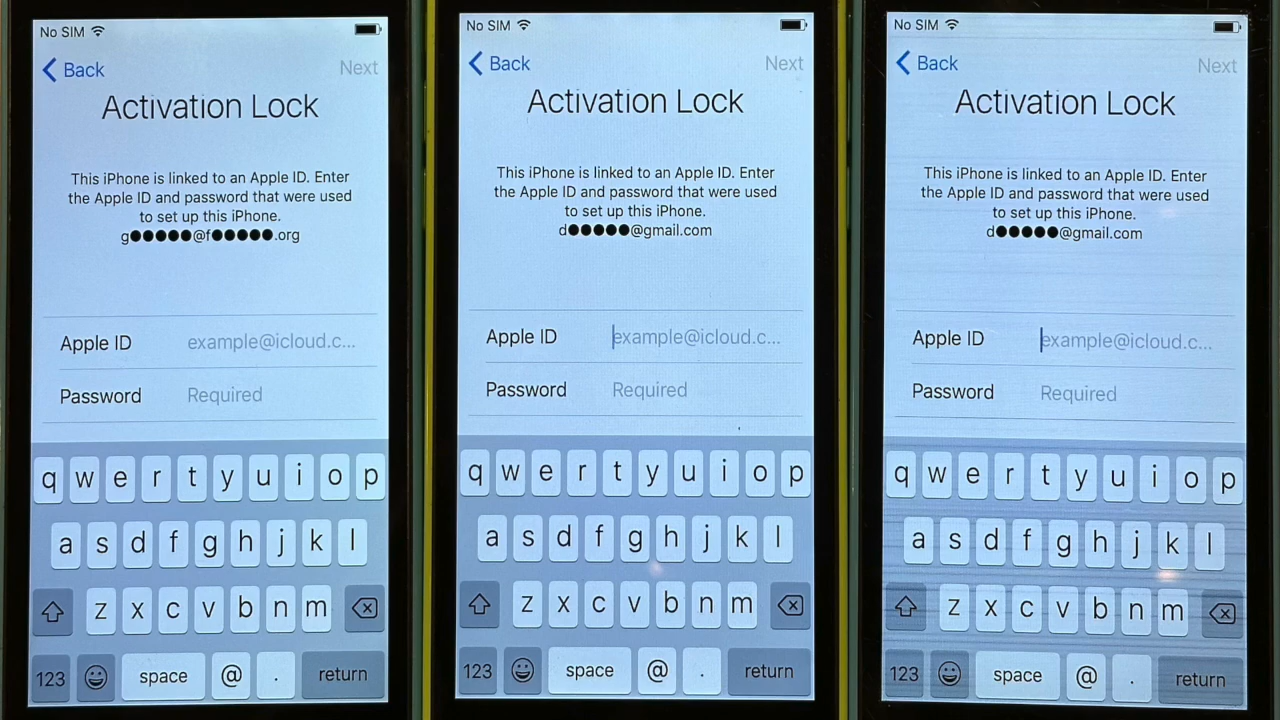 No SIM
Back
Next
Activation Lock
This iPhone is linked to an Apple ID. Enter
the Apple ID and password that were used
to set up this iPhone.
g●●●●●@f●●●●●.org
Apple ID
example@icloud.c...
Password
Required
q w e r t y u i o p
a s d f g h j k l
z x c v b n m
123
space
@
.
return
No SIM
Back
Next
Activation Lock
This iPhone is linked to an Apple ID. Enter
the Apple ID and password that were used
to set up this iPhone.
d●●●●●@gmail.com
Apple ID
example@icloud.c...
Password
Required
q w e r t y u i o p
a s d f g h j k l
z x c v b n m
123
space
@
.
return
No SIM
Back
Next
Activation Lock
This iPhone is linked to an Apple ID. Enter
the Apple ID and password that were used
to set up this iPhone.
d●●●●●@gmail.com
Apple ID
example@icloud.c...
Password
Required
q w e r t y u i o p
a s d f g h j k l
z x c v b n m
123
space
@
.
return